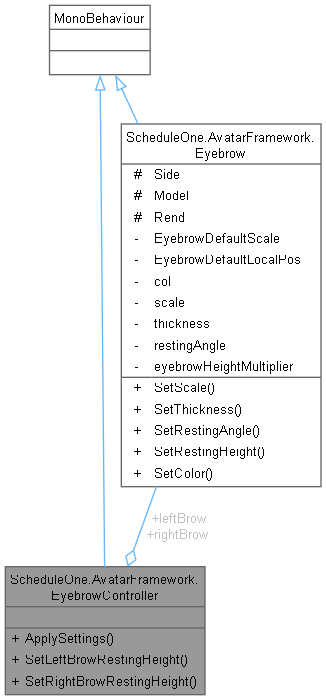 MonoBehaviour
ScheduleOne.AvatarFramework.
Eyebrow
# Side
# Model
# Rend
- EyebrowDefaultScale
- EyebrowDefaultLocalPos
- col
- scale
- thickness
- restingAngle
- eyebrowHeightMultiplier
+ SetScale()
+ SetThickness()
+ SetRestingAngle()
+ SetRestingHeight()
+ SetColor()
+leftBrow
+rightBrow
ScheduleOne.AvatarFramework.
EyebrowController
+ ApplySettings()
+ SetLeftBrowRestingHeight()
+ SetRightBrowRestingHeight()